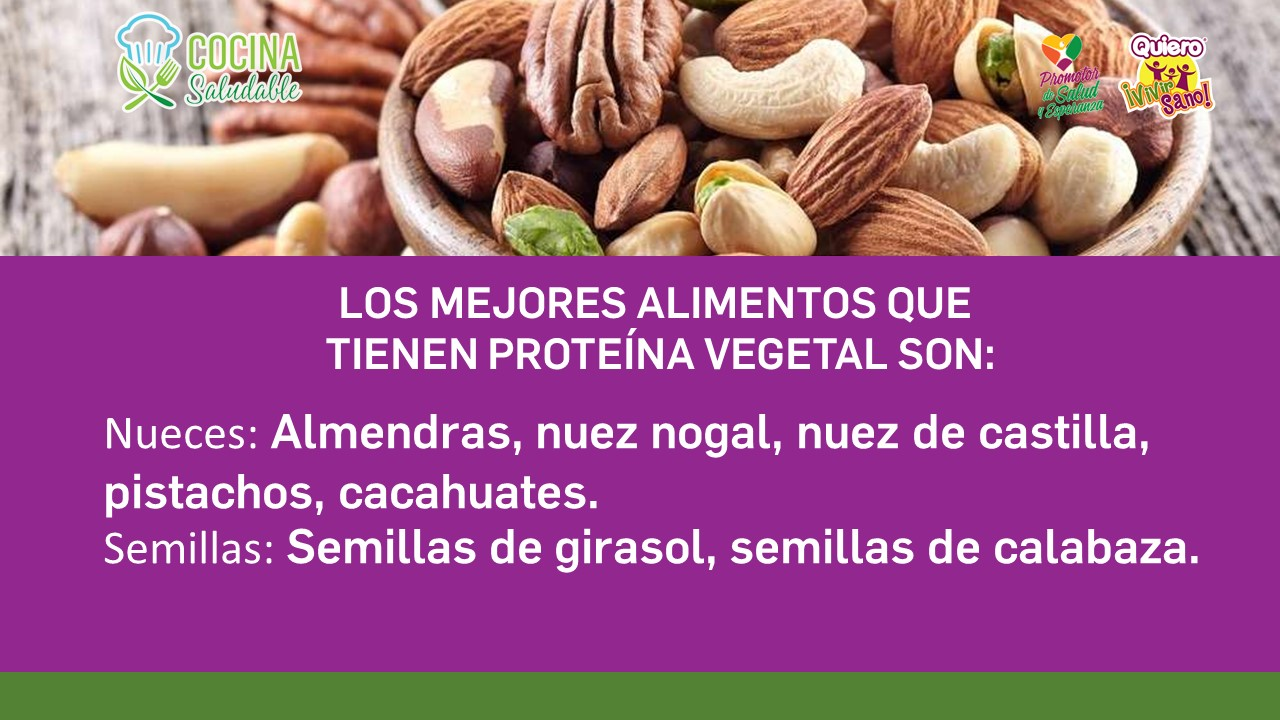 COCINA
Saludable
Promotor
de Salud
y Esperanza
Quiero
¡Vivir
Sano!
LOS MEJORES ALIMENTOS QUE
TIENEN PROTEÍNA VEGETAL SON:
Nueces: Almendras, nuez nogal, nuez de castilla,
pistachos, cacahuates.
Semillas: Semillas de girasol, semillas de calabaza.